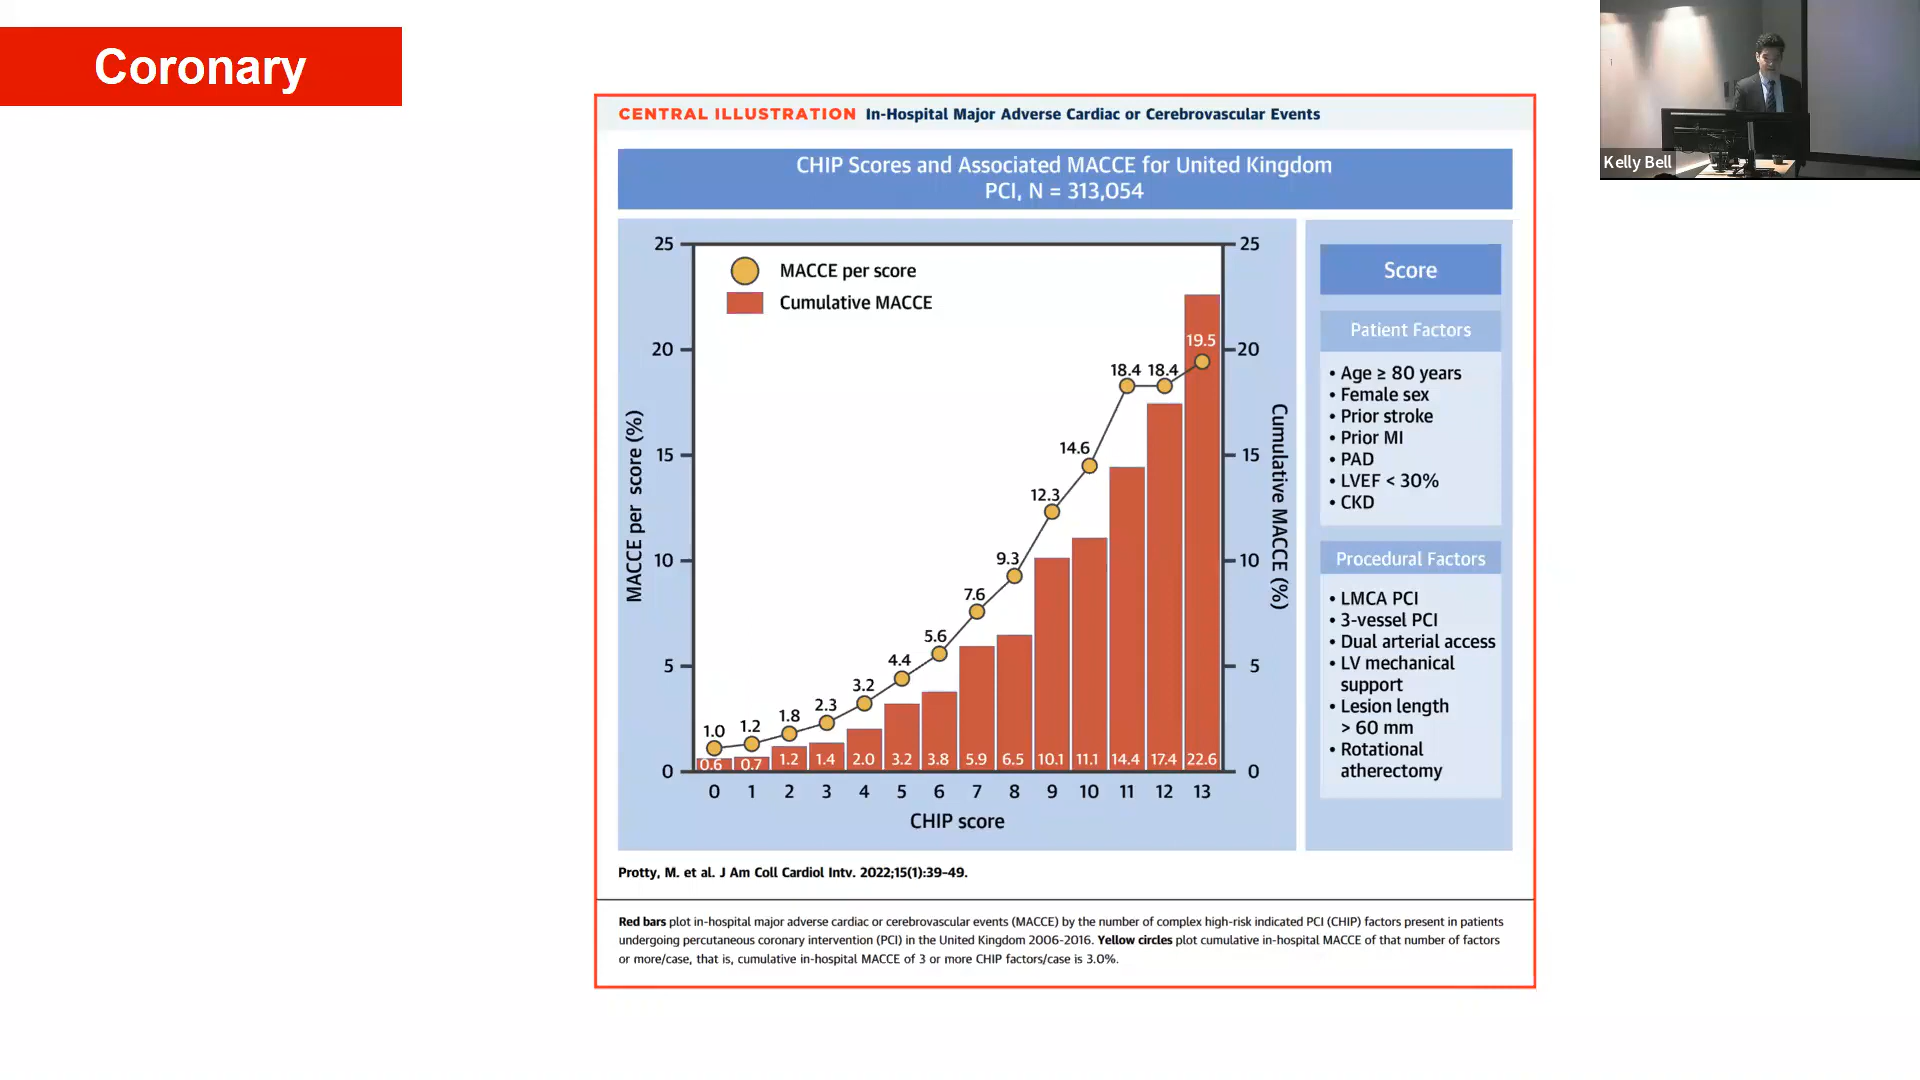 Coronary
CENTRAL ILLUSTRATION In-Hospital Major Adverse Cardiac or Cerebrovascular Events
CHIP Scores and Associated MACCE for United Kingdom
PCI, N = 313,054
MACCE per score
Cumulative MACCE
MACCE per score (%)
25
20
15
10
5
0
1.0
1.2
1.8
2.3
3.2
4.4
5.6
7.6
9.3
12.3
14.6
18.4
18.4
19.5
0.6
0.7
1.2
1.4
2.0
3.2
3.8
5.9
6.5
10.1
11.1
14.4
17.4
22.6
0 1 2 3 4 5 6 7 8 9 10 11 12 13
CHIP score
25
20
15
10
5
0
Cumulative MACCE (%)
Score
Patient Factors
• Age ≥ 80 years
• Female sex
• Prior stroke
• Prior MI
• PAD
• LVEF < 30%
• CKD
Procedural Factors
• LMCA PCI
• 3-vessel PCI
• Dual arterial access
• LV mechanical
support
• Lesion length
> 60 mm
• Rotational
atherectomy
Protty, M. et al. J Am Coll Cardiol Intv. 2022;15(1):39–49.
Red bars plot in-hospital major adverse cardiac or cerebrovascular events (MACCE) by the number of complex high-risk indicated PCI (CHIP) factors present in patients
undergoing percutaneous coronary intervention (PCI) in the United Kingdom 2006-2016. Yellow circles plot cumulative in-hospital MACCE of that number of factors
or more/case, that is, cumulative in-hospital MACCE of 3 or more CHIP factors/case is 3.0%.
Kelly Bell